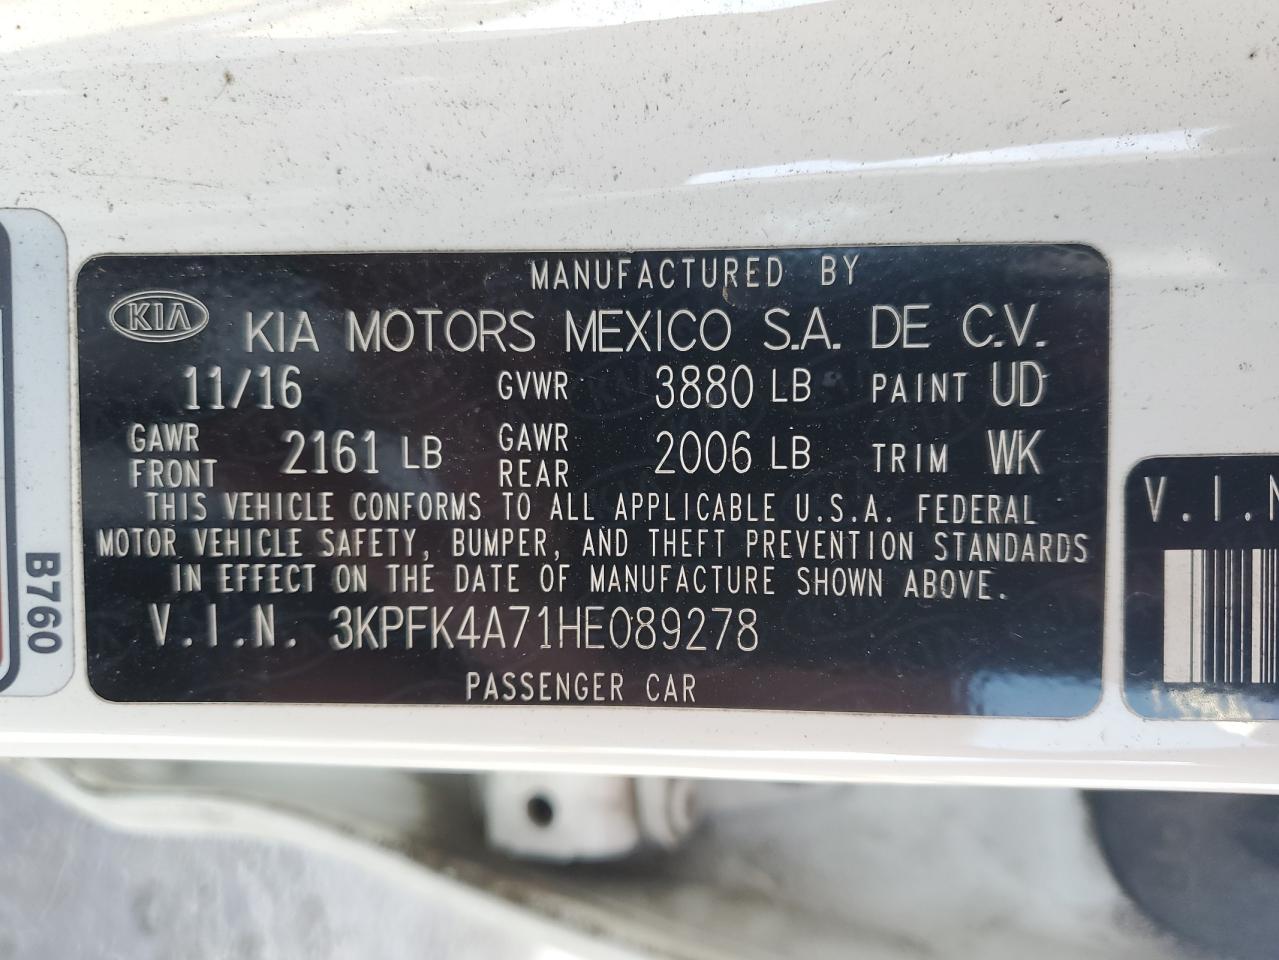 MANUFACTURED BY
KIA KIA MOTORS MEXICO S.A. DE C.V.
11/16 GVWR 3880 LB PAINT UD
GAWR FRONT 2161 LB GAWR REAR 2006 LB TRIM WK
THIS VEHICLE CONFORMS TO ALL APPLICABLE U.S.A. FEDERAL
MOTOR VEHICLE SAFETY, BUMPER, AND THEFT PREVENTION STANDARDS
IN EFFECT ON THE DATE OF MANUFACTURE SHOWN ABOVE.
V.I.N. 3KPFK4A71HE089278
PASSENGER CAR
B760
V.I.N